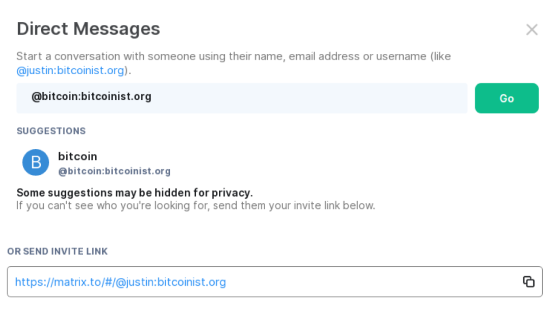 Direct Messages
Start a conversation with someone using their name, email address or username (like
@justin:bitcoinist.org).
@bitcoin:bitcoinist.org
Go
SUGGESTIONS
B
bitcoin
@bitcoin:bitcoinist.org
Some suggestions may be hidden for privacy.
If you can't see who you're looking for, send them your invite link below.
OR SEND INVITE LINK
https://matrix.to/#/@justin:bitcoinist.org